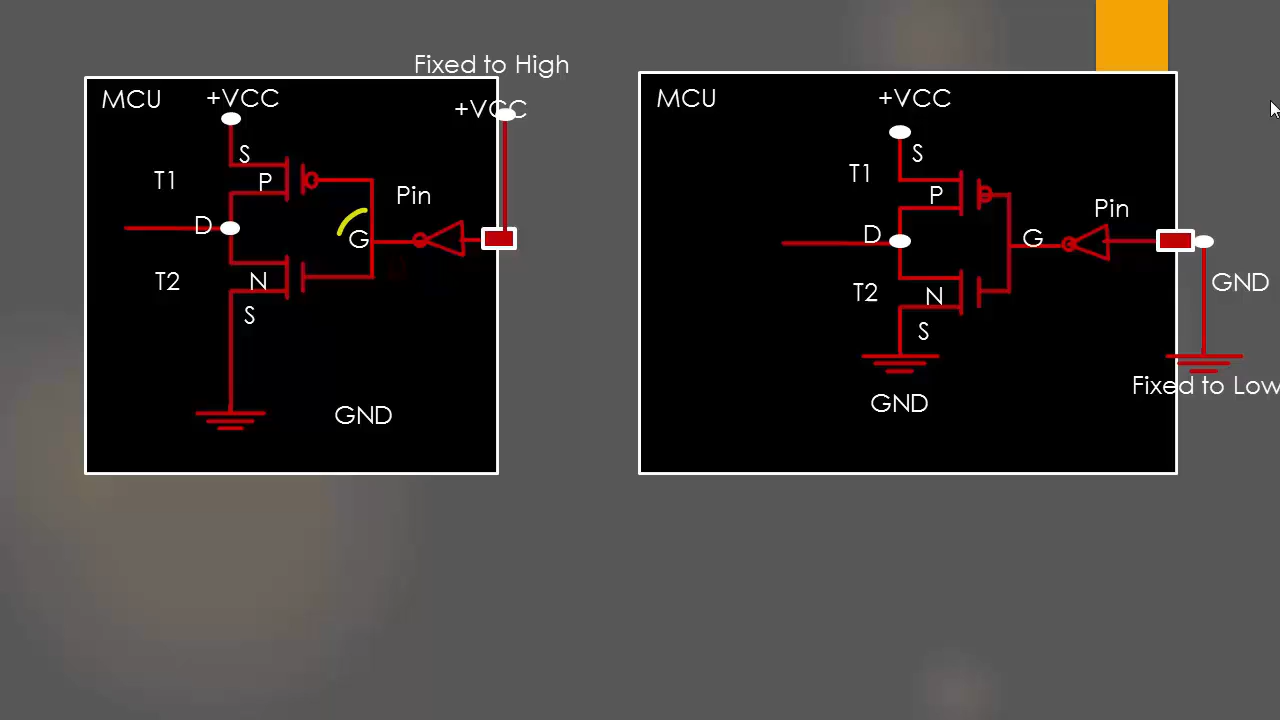 Fixed to High
MCU
+VCC
+VCC
S
T1
P
Pin
D
G
T2
N
S
GND
MCU
+VCC
S
T1
P
Pin
D
G
T2
N
S
GND
GND
Fixed to Low